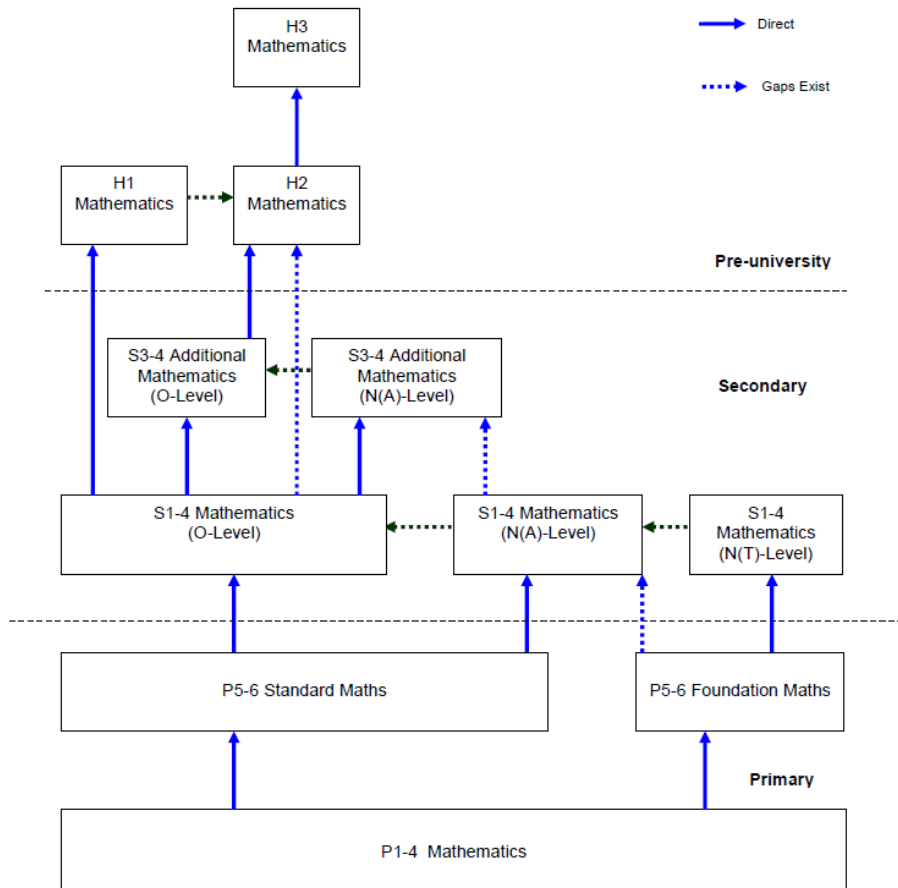 H3
Mathematics
Direct
Gaps Exist
H1
Mathematics
H2
Mathematics
Pre-university
S3-4 Additional
Mathematics
(O-Level)
S3-4 Additional
Mathematics
(N(A)-Level)
Secondary
S1-4 Mathematics
(O-Level)
S1-4 Mathematics
(N(A)-Level)
S1-4
Mathematics
(N(T)-Level)
P5-6 Standard Maths
P5-6 Foundation Maths
Primary
P1-4 Mathematics